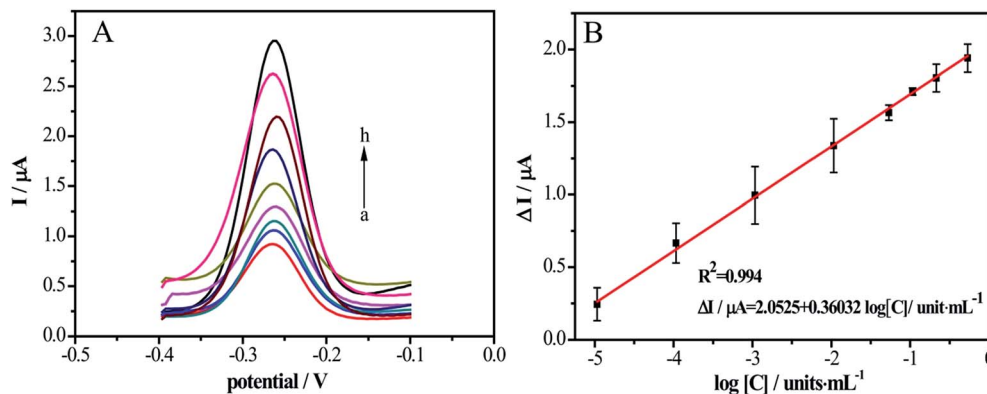 A
I / μA
3.0
2.5
2.0
1.5
1.0
0.5
0.0
h
a
-0.5
-0.4
-0.3
-0.2
-0.1
0.0
potential / V
B
Δ I / μA
2.0
1.5
1.0
0.5
0.0
R²=0.994
ΔI / μA=2.0525+0.36032 log[C]/ unit·mL⁻¹
-5
-4
-3
-2
-1
0
log [C] / units·mL⁻¹